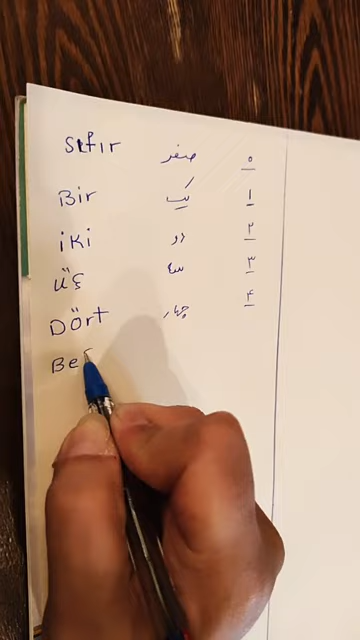 Sıfır صفر ۰
Bir یک ۱
iKi دو ۲
üç سه ۳
Dört چهار ۴
Be